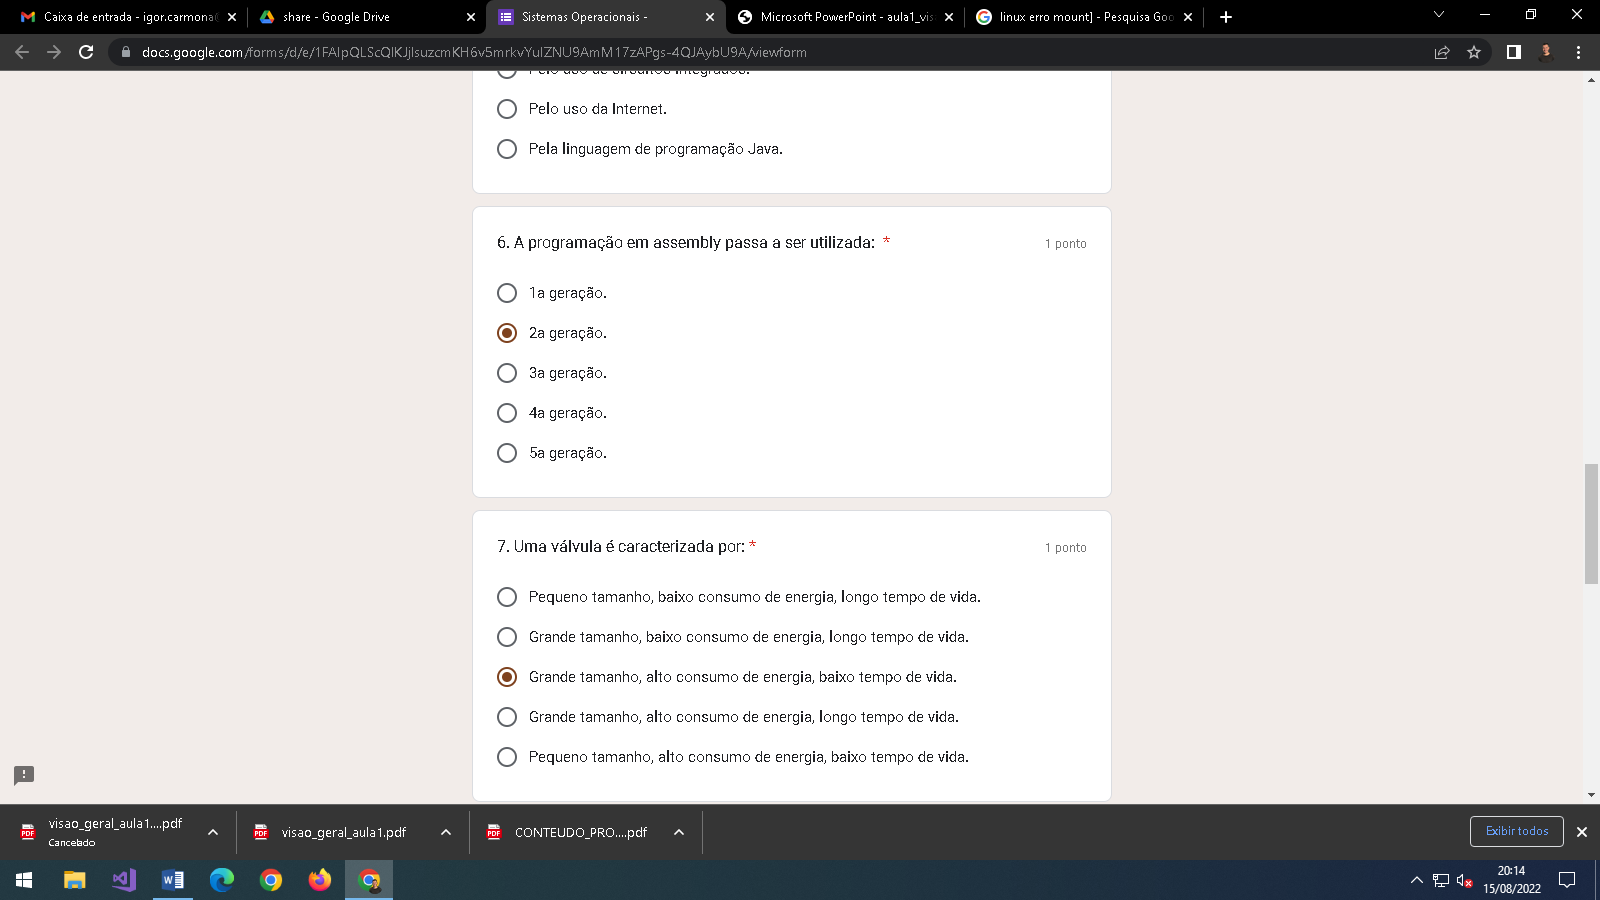 Caixa de entrada - igor.carmona@
share - Google Drive
Sistemas Operacionais -
Microsoft PowerPoint - aula1_vis
linux erro mount] - Pesquisa Goo
docs.google.com/forms/d/e/
/viewform
Pelo uso de circuitos integrados.
Pelo uso da Internet.
Pela linguagem de programação Java.
6. A programação em assembly passa a ser utilizada: *
1 ponto
1a geração.
2a geração.
3a geração.
4a geração.
5a geração.
7. Uma válvula é caracterizada por: *
1 ponto
Pequeno tamanho, baixo consumo de energia, longo tempo de vida.
Grande tamanho, baixo consumo de energia, longo tempo de vida.
Grande tamanho, alto consumo de energia, baixo tempo de vida.
Grande tamanho, alto consumo de energia, longo tempo de vida.
Pequeno tamanho, alto consumo de energia, baixo tempo de vida.
visao_geral_aula1....pdf
Cancelado
visao_geral_aula1.pdf
CONTEUDO_PRO....pdf
Exibir todos
20:14
15/08/2022